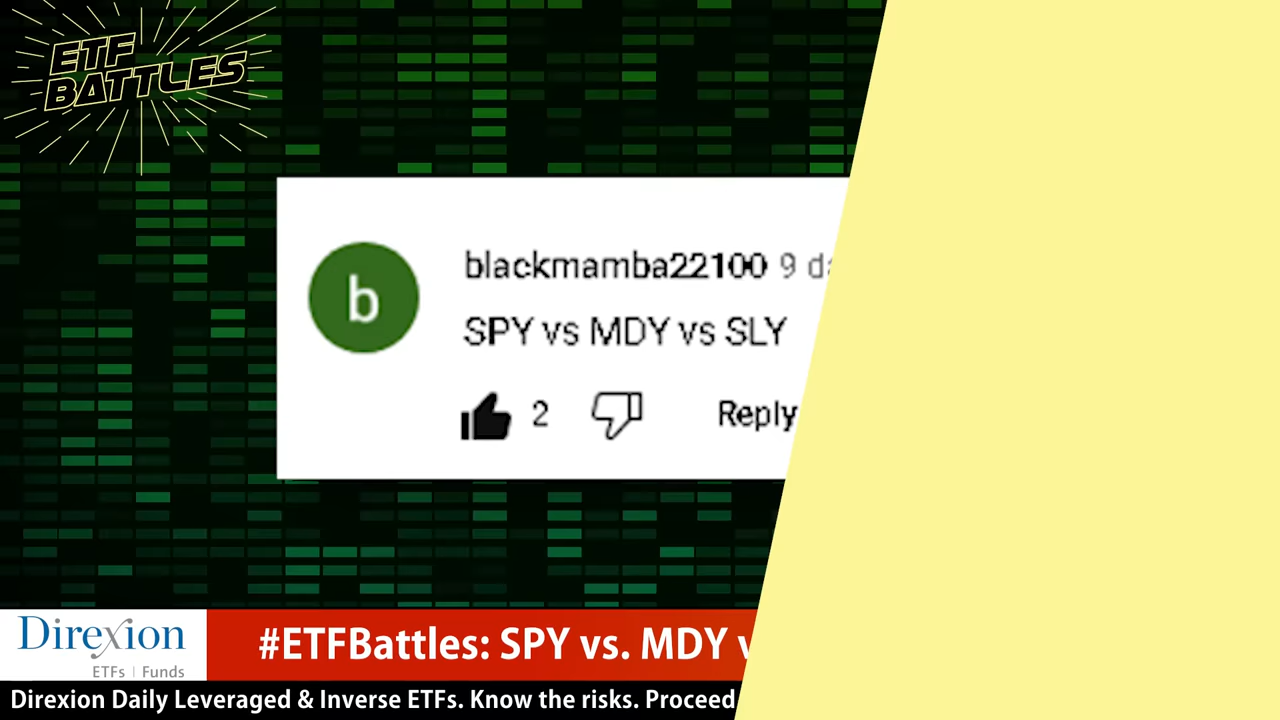 ETF
BATTLES
b
blackmamba22100 9
SPY vs MDY vs SLY
2
Reply
Direxion
ETFs | Funds
#ETFBattles: SPY vs. MDY
Direxion Daily Leveraged & Inverse ETFs. Know the risks. Proceed